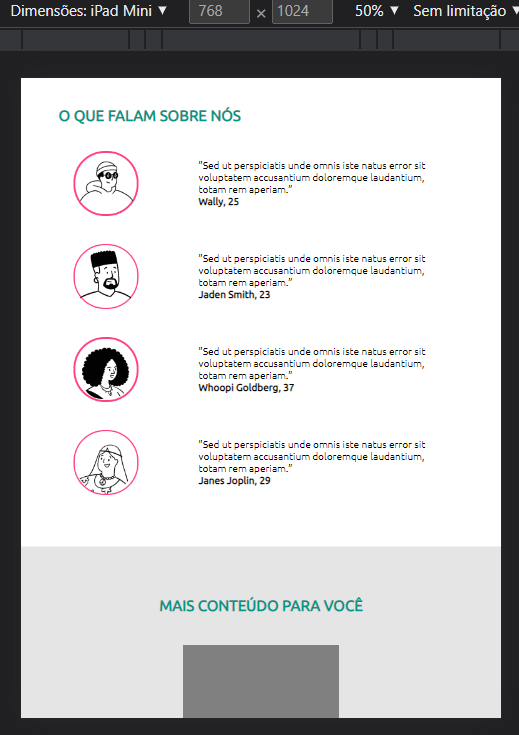 Dimensões: iPad Mini ▼ 768 × 1024 50% ▼ Sem limitação ▼
O QUE FALAM SOBRE NÓS
"Sed ut perspiciatis unde omnis iste natus error sit
voluptatem accusantium doloremque laudantium,
totam rem aperiam."
Wally, 25
"Sed ut perspiciatis unde omnis iste natus error sit
voluptatem accusantium doloremque laudantium,
totam rem aperiam."
Jaden Smith, 23
"Sed ut perspiciatis unde omnis iste natus error sit
voluptatem accusantium doloremque laudantium,
totam rem aperiam."
Whoopi Goldberg, 37
"Sed ut perspiciatis unde omnis iste natus error sit
voluptatem accusantium doloremque laudantium,
totam rem aperiam."
Janes Joplin, 29
MAIS CONTEÚDO PARA VOCÊ